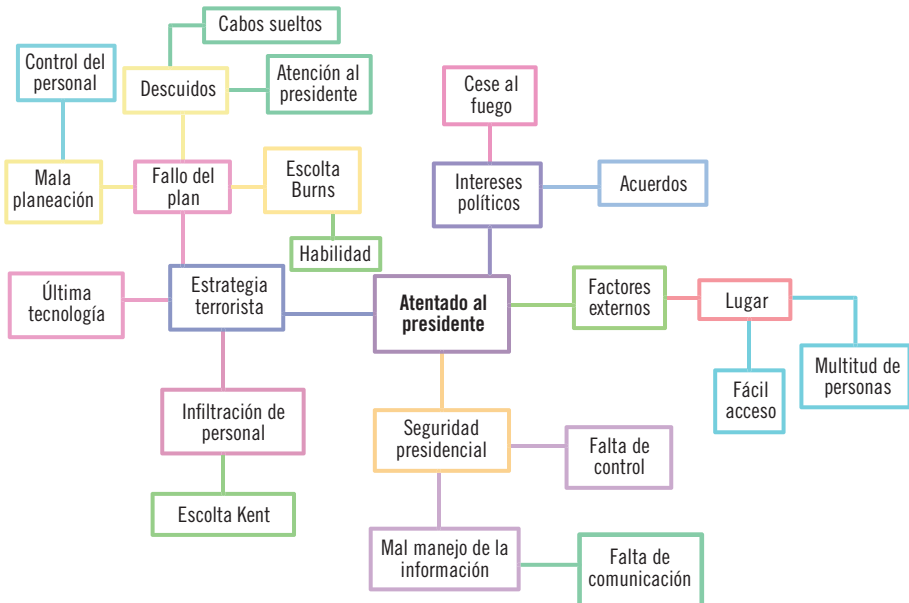 Cabos sueltos
Control del
personal
Descuidos
Atención al
presidente
Cese al
fuego
Mala
planeación
Fallo del
plan
Escolta
Burns
Intereses
políticos
Acuerdos
Habilidad
Última
tecnología
Estrategia
terrorista
Atentado al
presidente
Factores
externos
Lugar
Multitud de
personas
Fácil
acceso
Infiltración de
personal
Seguridad
presidencial
Falta de
control
Escolta Kent
Mal manejo de la
información
Falta de
comunicación